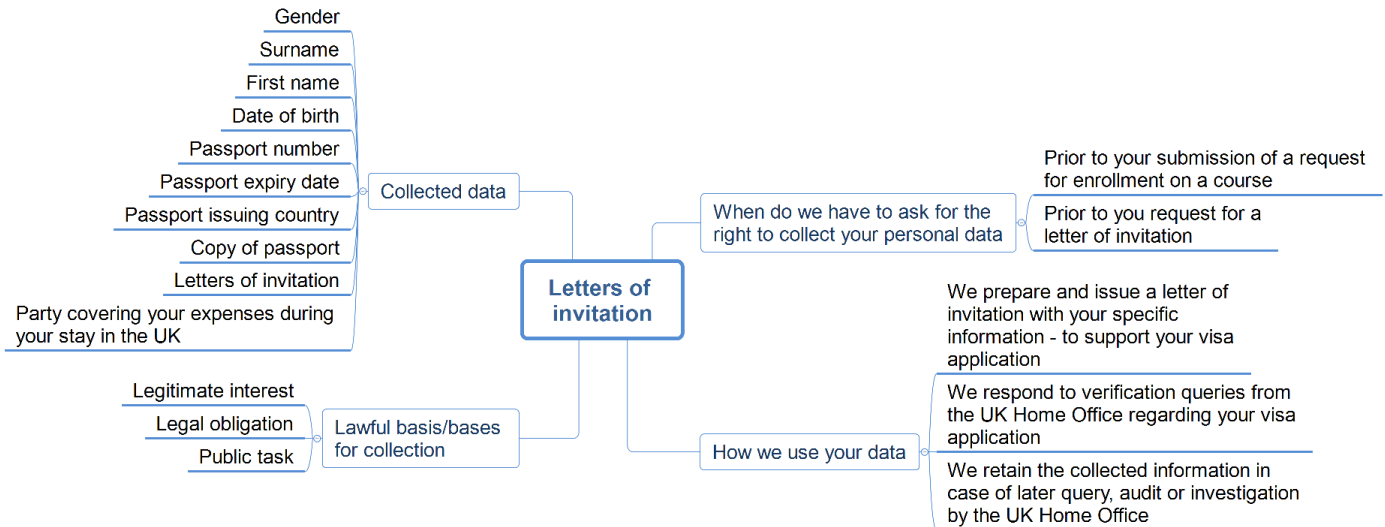 Gender
Surname
First name
Date of birth
Passport number
Passport expiry date
Passport issuing country
Copy of passport
Letters of invitation
Party covering your expenses during
your stay in the UK
Collected data
Legitimate interest
Legal obligation
Public task
Lawful basis/bases
for collection
Letters of
invitation
When do we have to ask for the
right to collect your personal data
Prior to your submission of a request
for enrollment on a course
Prior to you request for a
letter of invitation
How we use your data
We prepare and issue a letter of
invitation with your specific
information - to support your visa
application
We respond to verification queries from
the UK Home Office regarding your visa
application
We retain the collected information in
case of later query, audit or investigation
by the UK Home Office